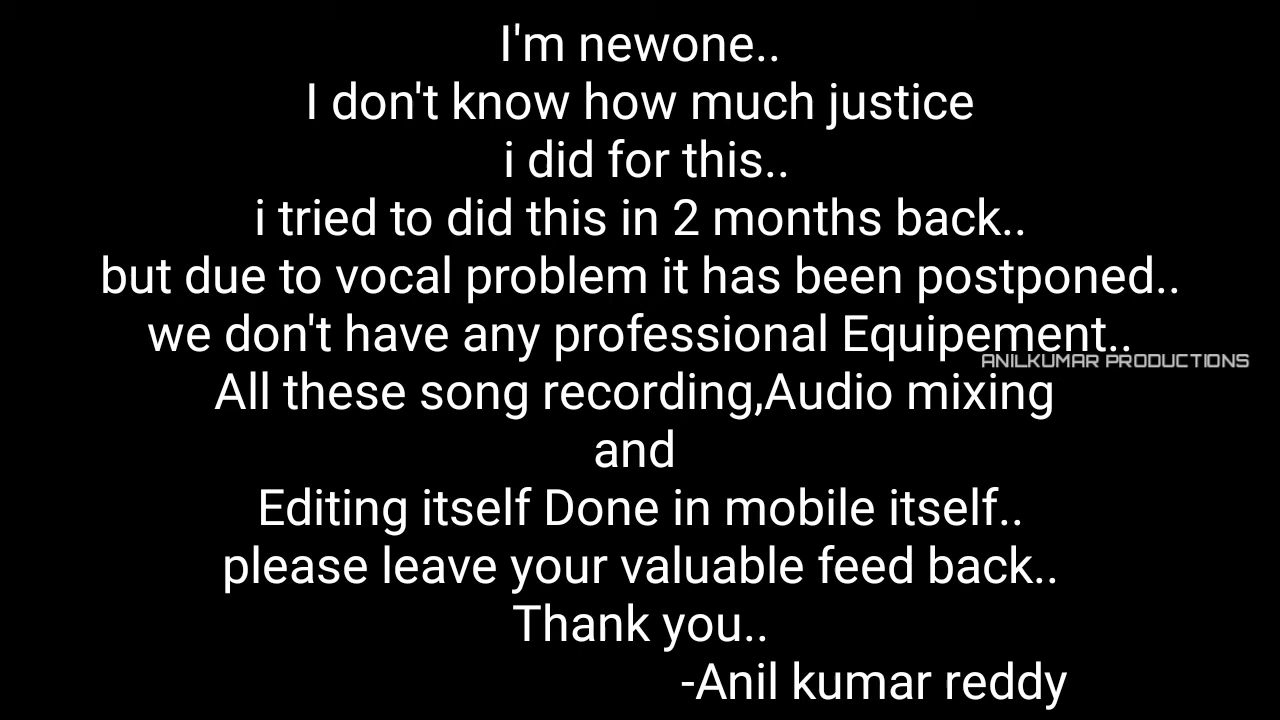 I'm newone..
I don't know how much justice
i did for this..
i tried to did this in 2 months back..
but due to vocal problem it has been postponed..
we don't have any professional Equipement..
ANILKUMAR PRODUCTIONS
All these song recording,Audio mixing
and
Editing itself Done in mobile itself..
please leave your valuable feed back..
Thank you..
-Anil kumar reddy